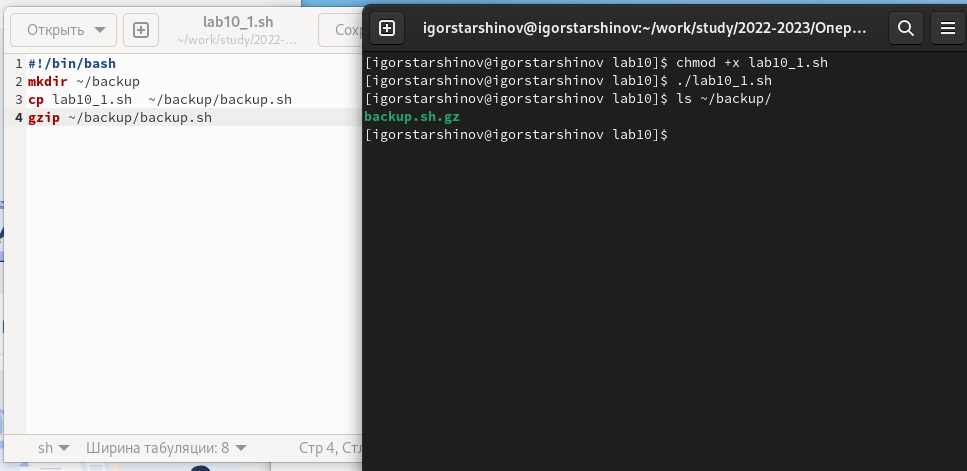 Открыть
lab10_1.sh
~/work/study/2022-...
1 #!/bin/bash
2 mkdir ~/backup
3 cp lab10_1.sh  ~/backup/backup.sh
4 gzip ~/backup/backup.sh
sh
Ширина табуляции: 8
Стр 4,
igorstarshinov@igorstarshinov:~/work/study/2022-2023/Опер...
[igorstarshinov@igorstarshinov lab10]$ chmod +x lab10_1.sh
[igorstarshinov@igorstarshinov lab10]$ ./lab10_1.sh
[igorstarshinov@igorstarshinov lab10]$ ls ~/backup/
backup.sh.gz
[igorstarshinov@igorstarshinov lab10]$